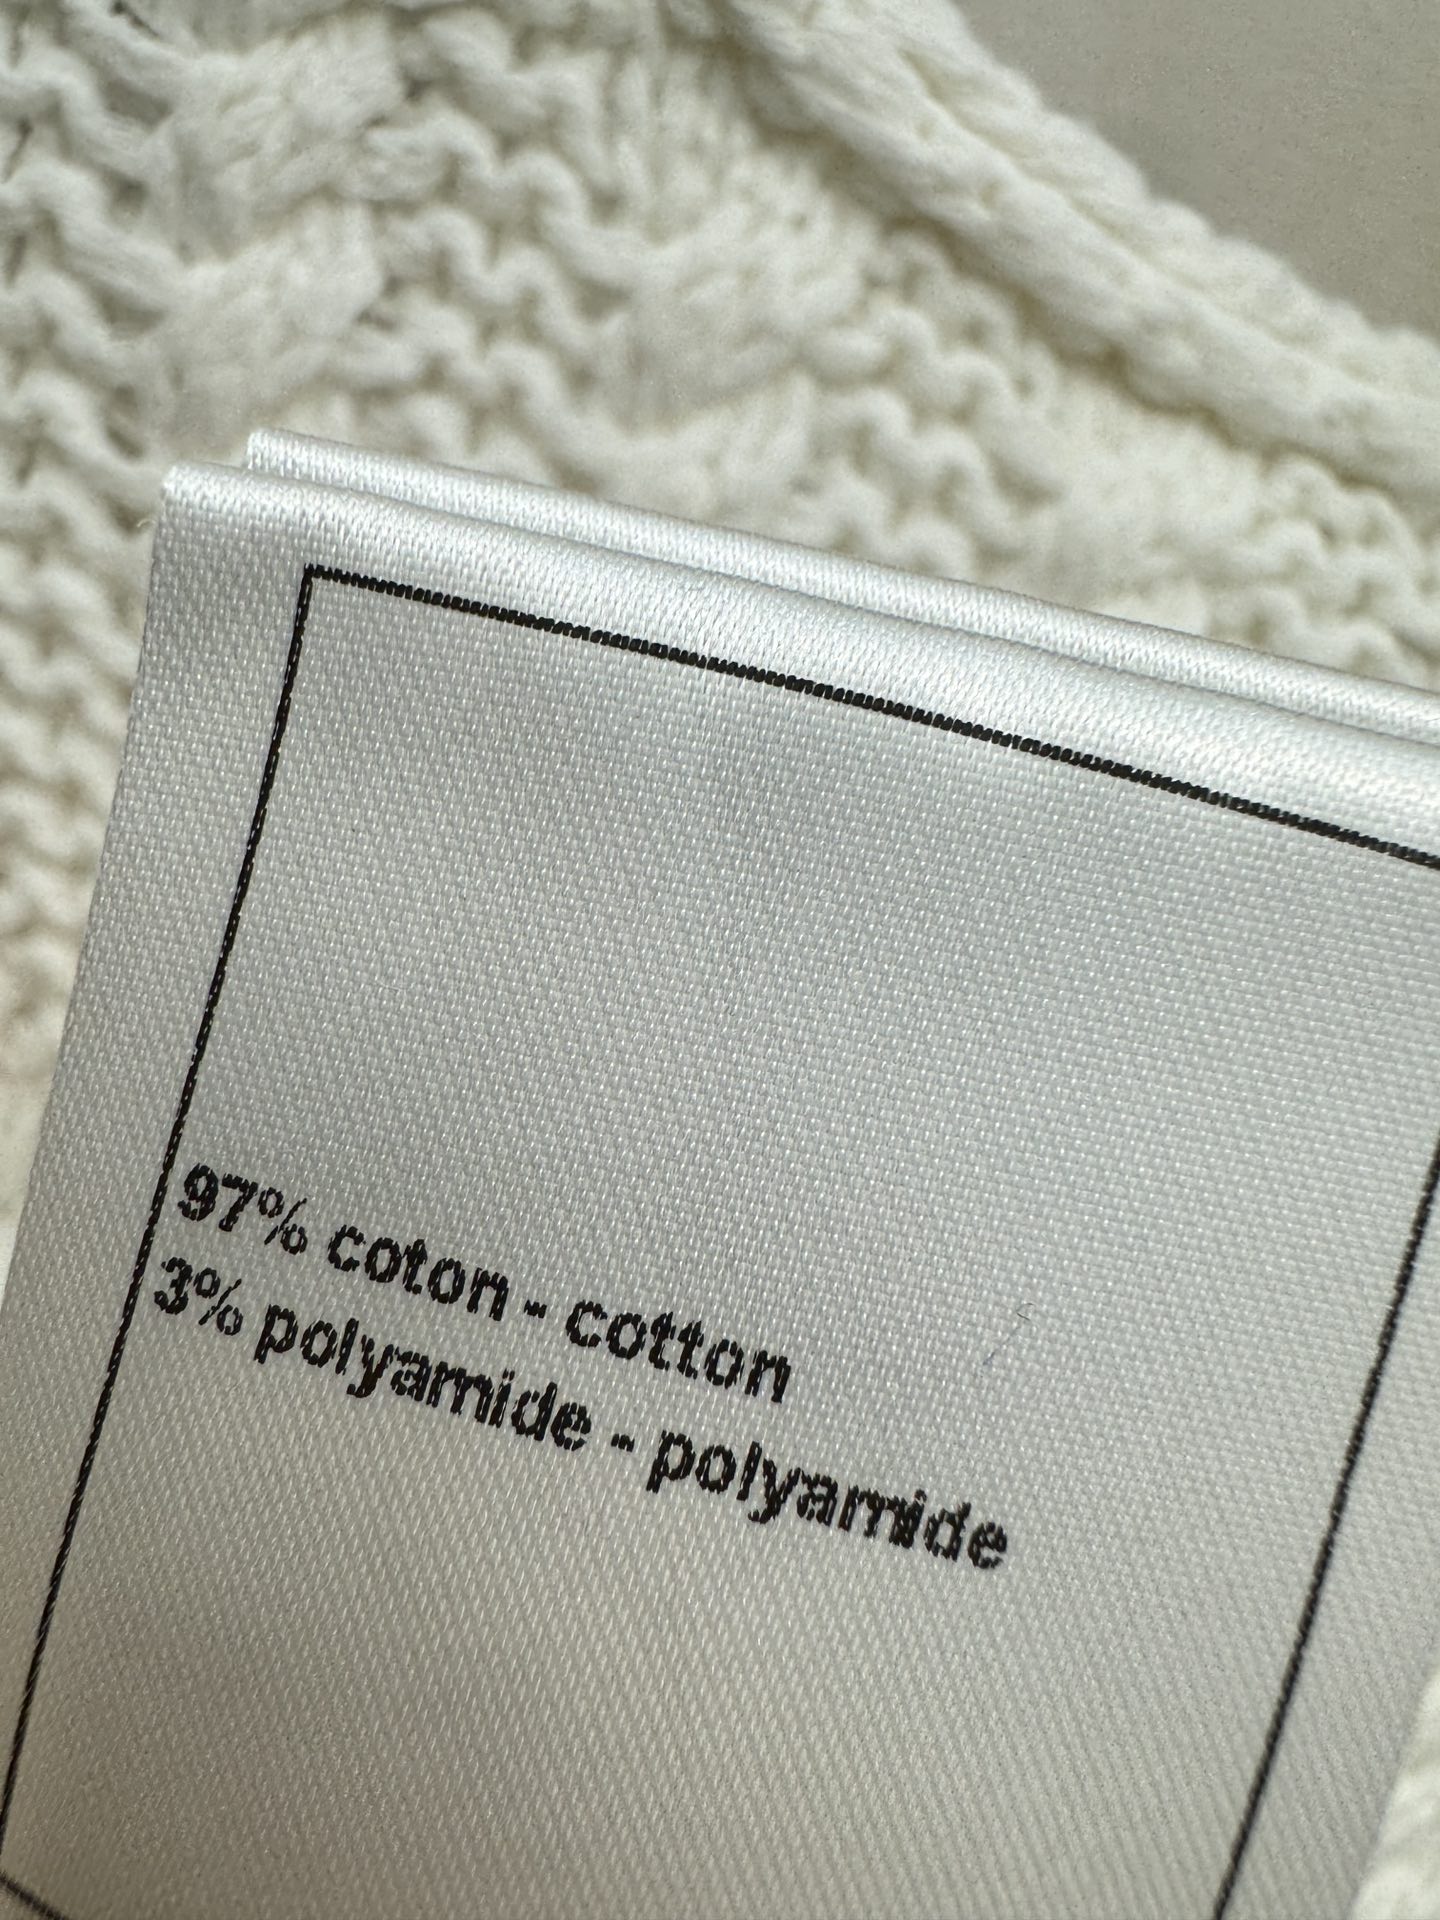 97% coton - cotton
3% polyamide - polyamide